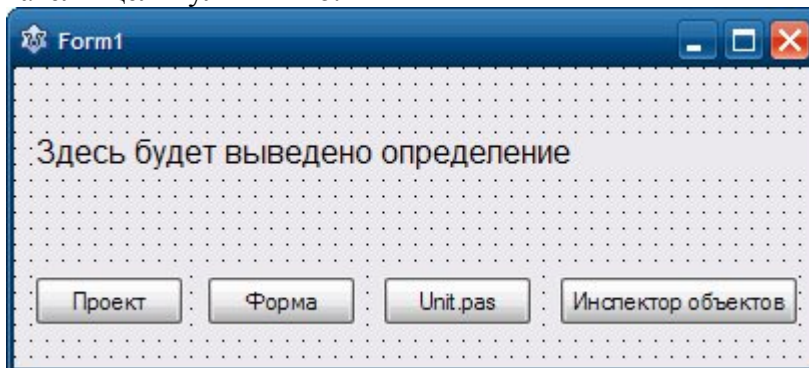 Form1
Здесь будет выведено определение
Проект Форма Unit.pas Инспектор объектов